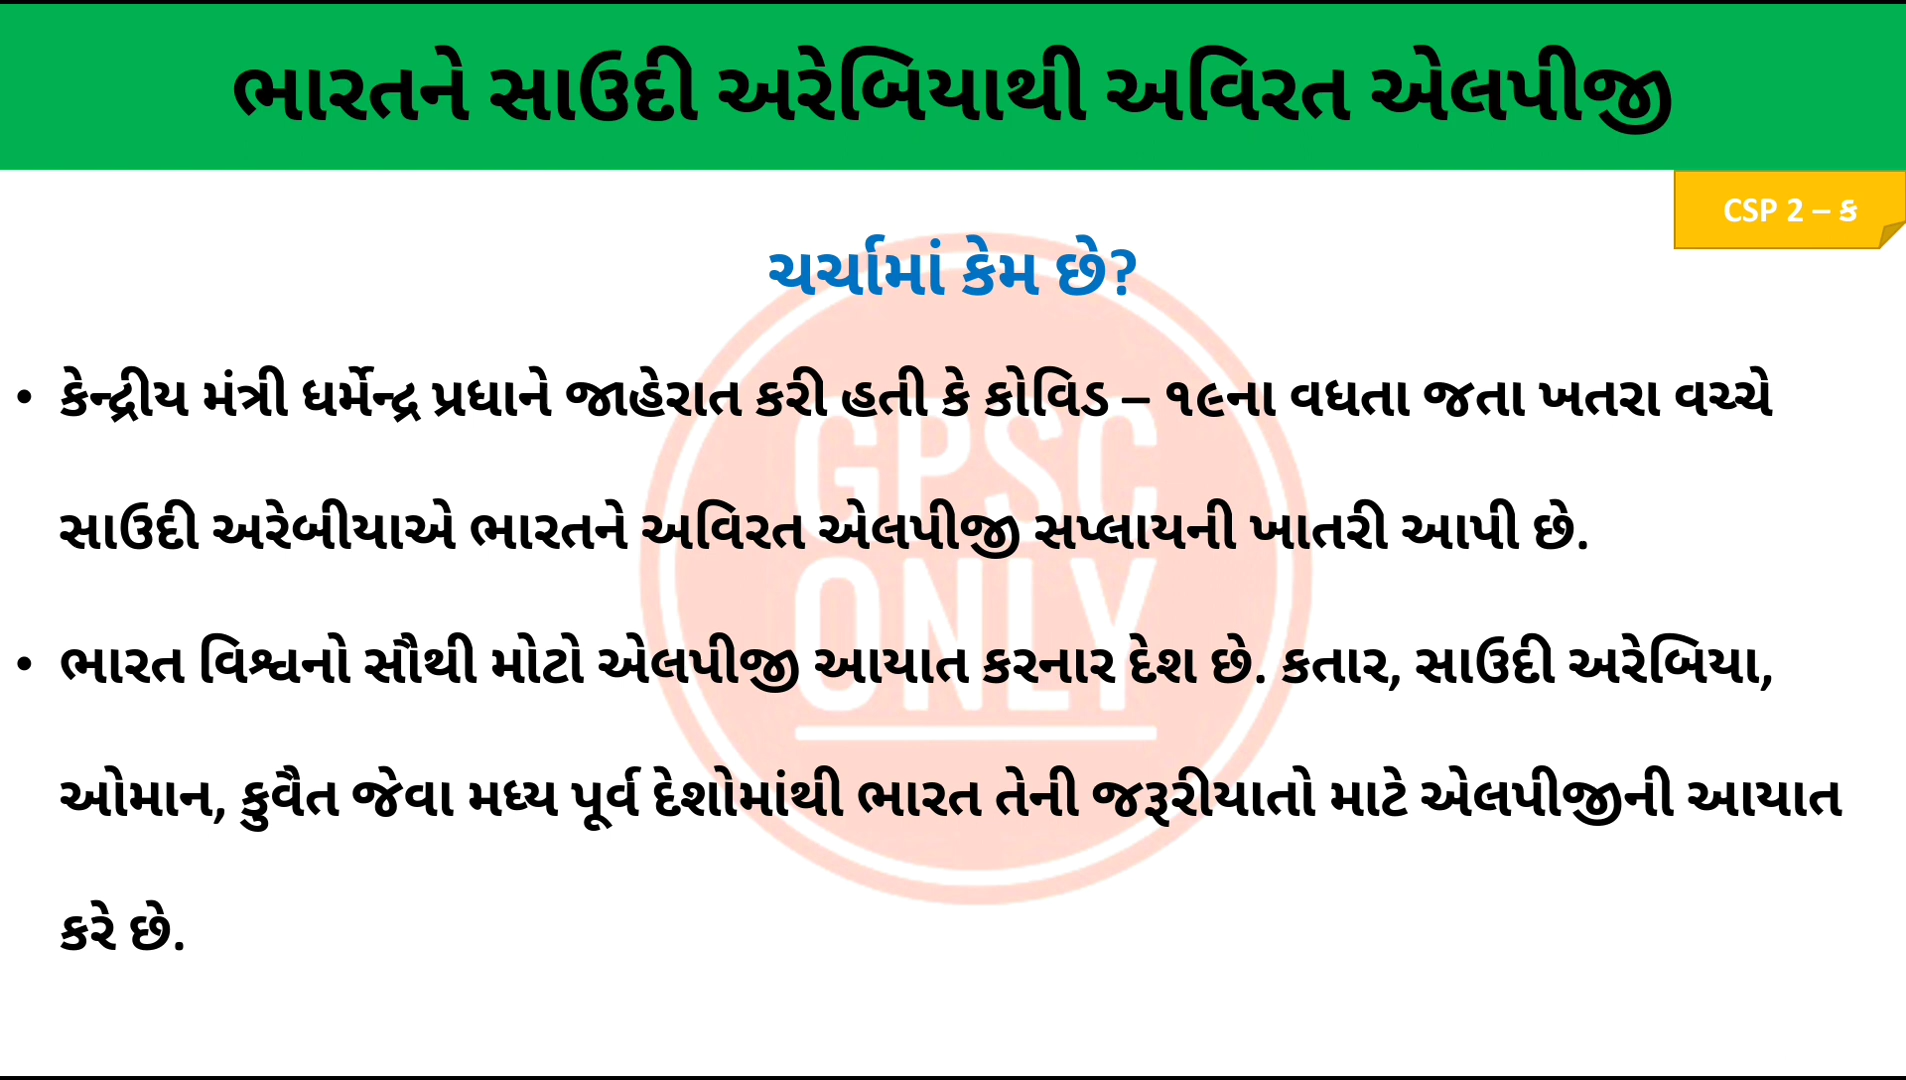 ભારતને સાઉદી અરેબિયાથી અવિરત એલપીજી
CSP 2 – ક
ચર્ચામાં કેમ છે?
• કેન્દ્રીય મંત્રી ધર્મેન્દ્ર પ્રધાને જાહેરાત કરી હતી કે કોવિડ – ૧૯ના વધતા જતા ખતરા વચ્ચે
સાઉદી અરેબીયાએ ભારતને અવિરત એલપીજી સપ્લાયની ખાતરી આપી છે.
• ભારત વિશ્વનો સૌથી મોટો એલપીજી આયાત કરનાર દેશ છે. કતાર, સાઉદી અરેબિયા,
ઓમાન, કુવૈત જેવા મધ્ય પૂર્વ દેશોમાંથી ભારત તેની જરૂરીયાતો માટે એલપીજીની આયાત
કરે છે.
GPSC
ONLY